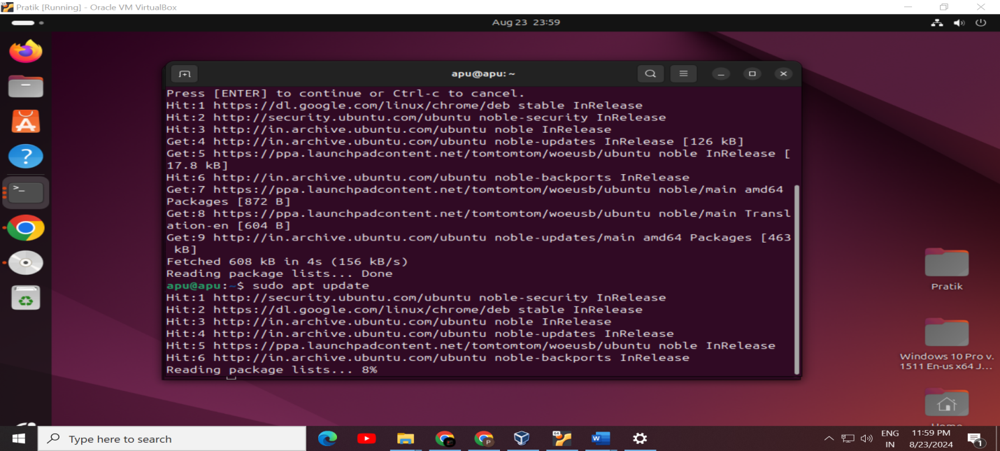 Pratik [Running] - Oracle VM VirtualBox
Aug 23 23:59
apu@apu: ~
Press [ENTER] to continue or Ctrl-c to cancel.
Hit:1 https://dl.google.com/linux/chrome/deb stable InRelease
Hit:2 http://security.ubuntu.com/ubuntu noble-security InRelease
Hit:3 http://in.archive.ubuntu.com/ubuntu noble InRelease
Get:4 http://in.archive.ubuntu.com/ubuntu noble-updates InRelease [126 kB]
Get:5 https://ppa.launchpadcontent.net/tomtomtom/woeusb/ubuntu noble InRelease [
17.8 kB]
Hit:6 http://in.archive.ubuntu.com/ubuntu noble-backports InRelease
Get:7 https://ppa.launchpadcontent.net/tomtomtom/woeusb/ubuntu noble/main amd64
Packages [872 B]
Get:8 https://ppa.launchpadcontent.net/tomtomtom/woeusb/ubuntu noble/main Transl
ation-en [604 B]
Get:9 http://in.archive.ubuntu.com/ubuntu noble-updates/main amd64 Packages [463
kB]
Fetched 608 kB in 4s (156 kB/s)
Reading package lists... Done
apu@apu:~$ sudo apt update
Hit:1 http://security.ubuntu.com/ubuntu noble-security InRelease
Hit:2 https://dl.google.com/linux/chrome/deb stable InRelease
Hit:3 http://in.archive.ubuntu.com/ubuntu noble InRelease
Hit:4 http://in.archive.ubuntu.com/ubuntu noble-updates InRelease
Hit:5 https://ppa.launchpadcontent.net/tomtomtom/woeusb/ubuntu noble InRelease
Hit:6 http://in.archive.ubuntu.com/ubuntu noble-backports InRelease
Reading package lists... 8%
Pratik
Windows 10 Pro v.
1511 En-us x64 J...
Type here to search
ENG
IN
11:59 PM
8/23/2024
1